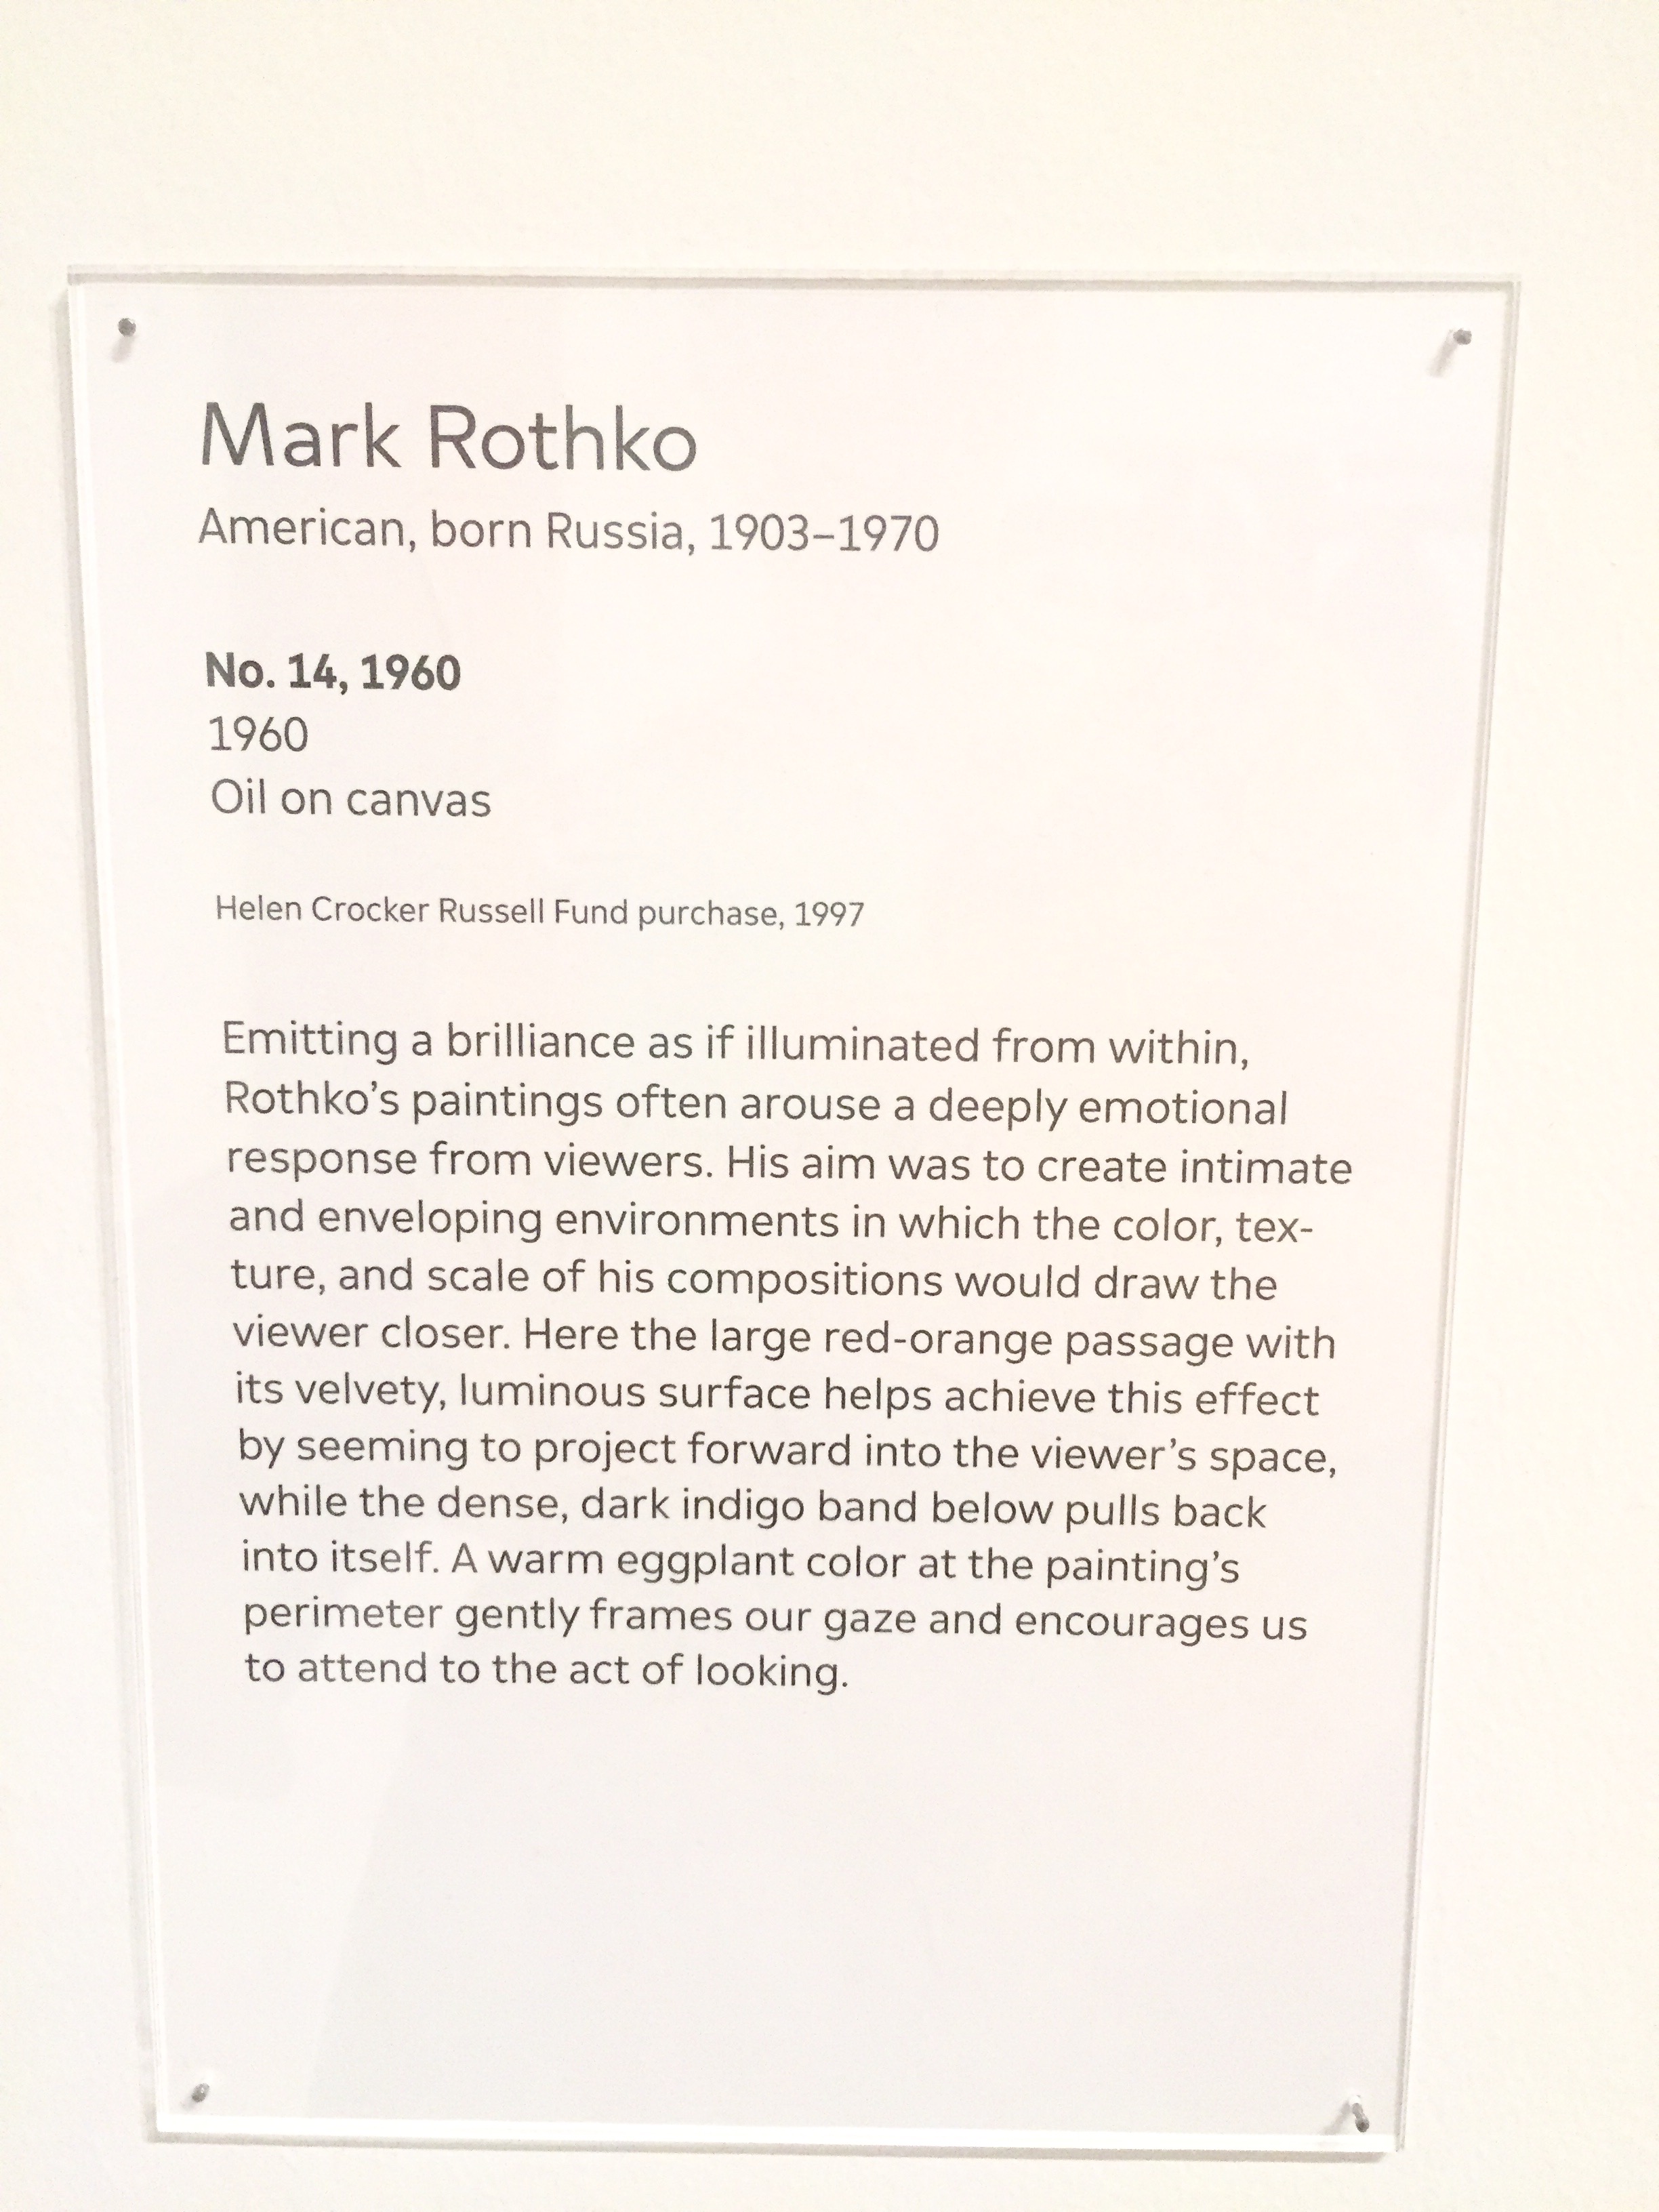 Mark Rothko
American, born Russia, 1903–1970
No. 14, 1960
1960
Oil on canvas
Helen Crocker Russell Fund purchase, 1997
Emitting a brilliance as if illuminated from within,
Rothko’s paintings often arouse a deeply emotional
response from viewers. His aim was to create intimate
and enveloping environments in which the color, tex-
ture, and scale of his compositions would draw the
viewer closer. Here the large red-orange passage with
its velvety, luminous surface helps achieve this effect
by seeming to project forward into the viewer’s space,
while the dense, dark indigo band below pulls back
into itself. A warm eggplant color at the painting’s
perimeter gently frames our gaze and encourages us
to attend to the act of looking.